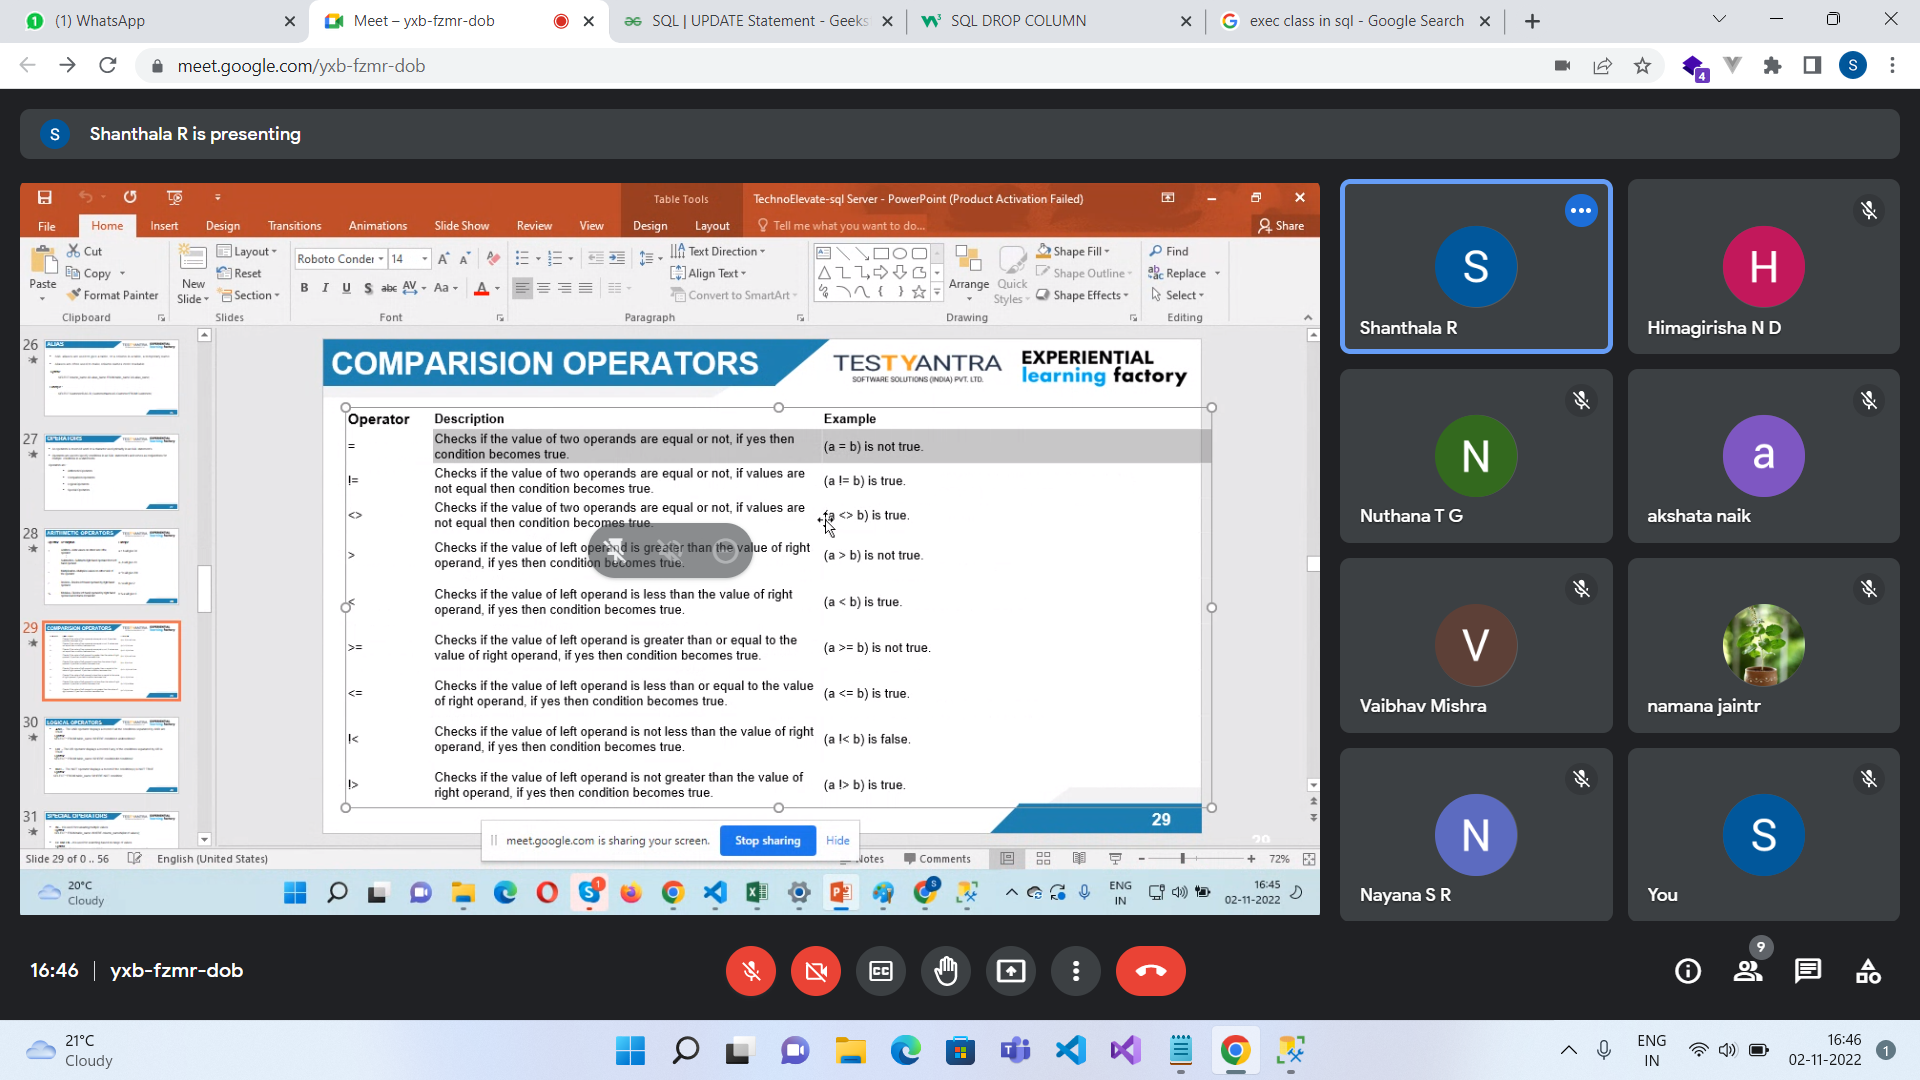 (1) WhatsApp
Meet – yxb-fzmr-dob
SQL | UPDATE Statement - Geeks
SQL DROP COLUMN
exec class in sql - Google Search
meet.google.com/yxb-fzmr-dob
4
S
S
Shanthala R is presenting
Table Tools
TechnoElevate-sql Server - PowerPoint (Product Activation Failed)
File
Home
Insert
Design
Transitions
Animations
Slide Show
Review
View
Design
Layout
Tell me what you want to do...
Share
Paste
Cut
Copy
Format Painter
Clipboard
New
Slide
Layout
Reset
Section
Slides
Roboto Conder
14
Font
Text Direction
Align Text
Convert to SmartArt
Paragraph
Arrange
Quick
Styles
Shape Fill
Shape Outline
Shape Effects
Drawing
Find
Replace
Select
Editing
26
ALIAS
27
OPERATORS
28
ARITHMETIC OPERATORS
29
COMPARISION OPERATORS
30
LOGICAL OPERATORS
31
SPECIAL OPERATORS
COMPARISION OPERATORS
TESTYANTRA
SOFTWARE SOLUTIONS (INDIA) PVT. LTD.
EXPERIENTIAL
learning factory
Operator Description Example
= Checks if the value of two operands are equal or not, if yes then
condition becomes true. (a = b) is not true.
!= Checks if the value of two operands are equal or not, if values are
not equal then condition becomes true. (a != b) is true.
<> Checks if the value of two operands are equal or not, if values are
not equal then condition becomes true. (a <> b) is true.
> Checks if the value of left operand is greater than the value of right
operand, if yes then condition becomes true. (a > b) is not true.
< Checks if the value of left operand is less than the value of right
operand, if yes then condition becomes true. (a < b) is true.
>= Checks if the value of left operand is greater than or equal to the
value of right operand, if yes then condition becomes true. (a >= b) is not true.
<= Checks if the value of left operand is less than or equal to the value
of right operand, if yes then condition becomes true. (a <= b) is true.
!< Checks if the value of left operand is not less than the value of right
operand, if yes then condition becomes true. (a !< b) is false.
!> Checks if the value of left operand is not greater than the value of
right operand, if yes then condition becomes true. (a !> b) is true.
29
meet.google.com is sharing your screen.
Stop sharing
Hide
Slide 29 of 0 .. 56
English (United States)
Comments
72%
20°C
Cloudy
ENG
IN
16:45
02-11-2022
S
Shanthala R
H
Himagirisha N D
N
Nuthana T G
a
akshata naik
V
Vaibhav Mishra
namana jaintr
N
Nayana S R
S
You
16:46
yxb-fzmr-dob
9
21°C
Cloudy
ENG
IN
16:46
02-11-2022
1